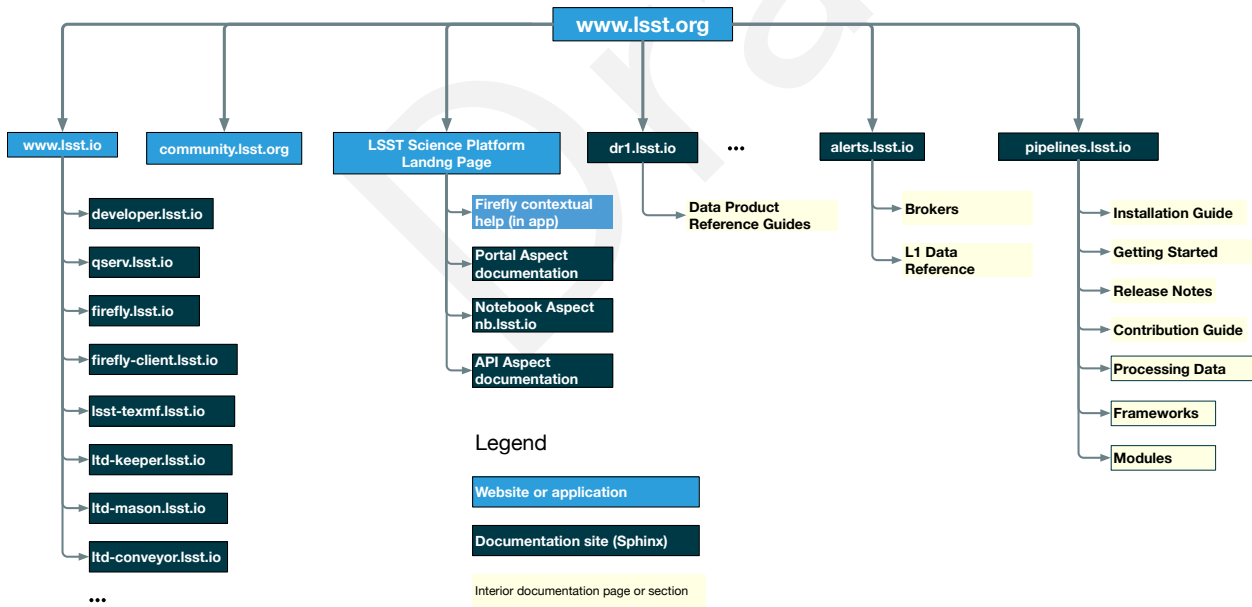 www.lsst.org
www.lsst.io
community.lsst.org
LSST Science Platform
Landng Page
dr1.lsst.io
...
alerts.lsst.io
pipelines.lsst.io
developer.lsst.io
qserv.lsst.io
firefly.lsst.io
firefly-client.lsst.io
lsst-texmf.lsst.io
ltd-keeper.lsst.io
ltd-mason.lsst.io
ltd-conveyor.lsst.io
...
Firefly contextual
help (in app)
Portal Aspect
documentation
Notebook Aspect
nb.lsst.io
API Aspect
documentation
Data Product
Reference Guides
Brokers
L1 Data
Reference
Installation Guide
Getting Started
Release Notes
Contribution Guide
Processing Data
Frameworks
Modules
Legend
Website or application
Documentation site (Sphinx)
Interior documentation page or section